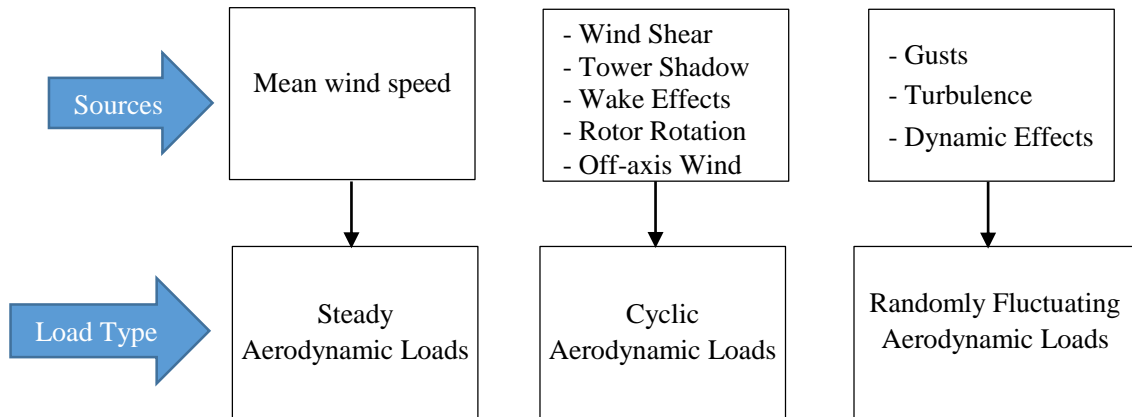 Sources
Mean wind speed
- Wind Shear
- Tower Shadow
- Wake Effects
- Rotor Rotation
- Off-axis Wind
- Gusts
- Turbulence
- Dynamic Effects
Load Type
Steady
Aerodynamic Loads
Cyclic
Aerodynamic Loads
Randomly Fluctuating
Aerodynamic Loads